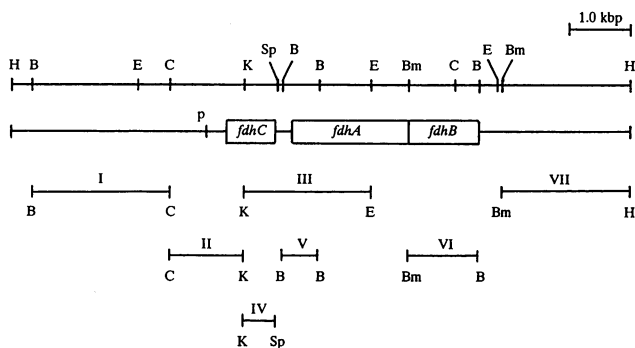 1.0 kbp
Sp B E Bm
H B E C K B E Bm C B H
p
fdhC fdhA fdhB
I III VII
B C K E Bm H
II V VI
C K B B Bm B
IV
K Sp